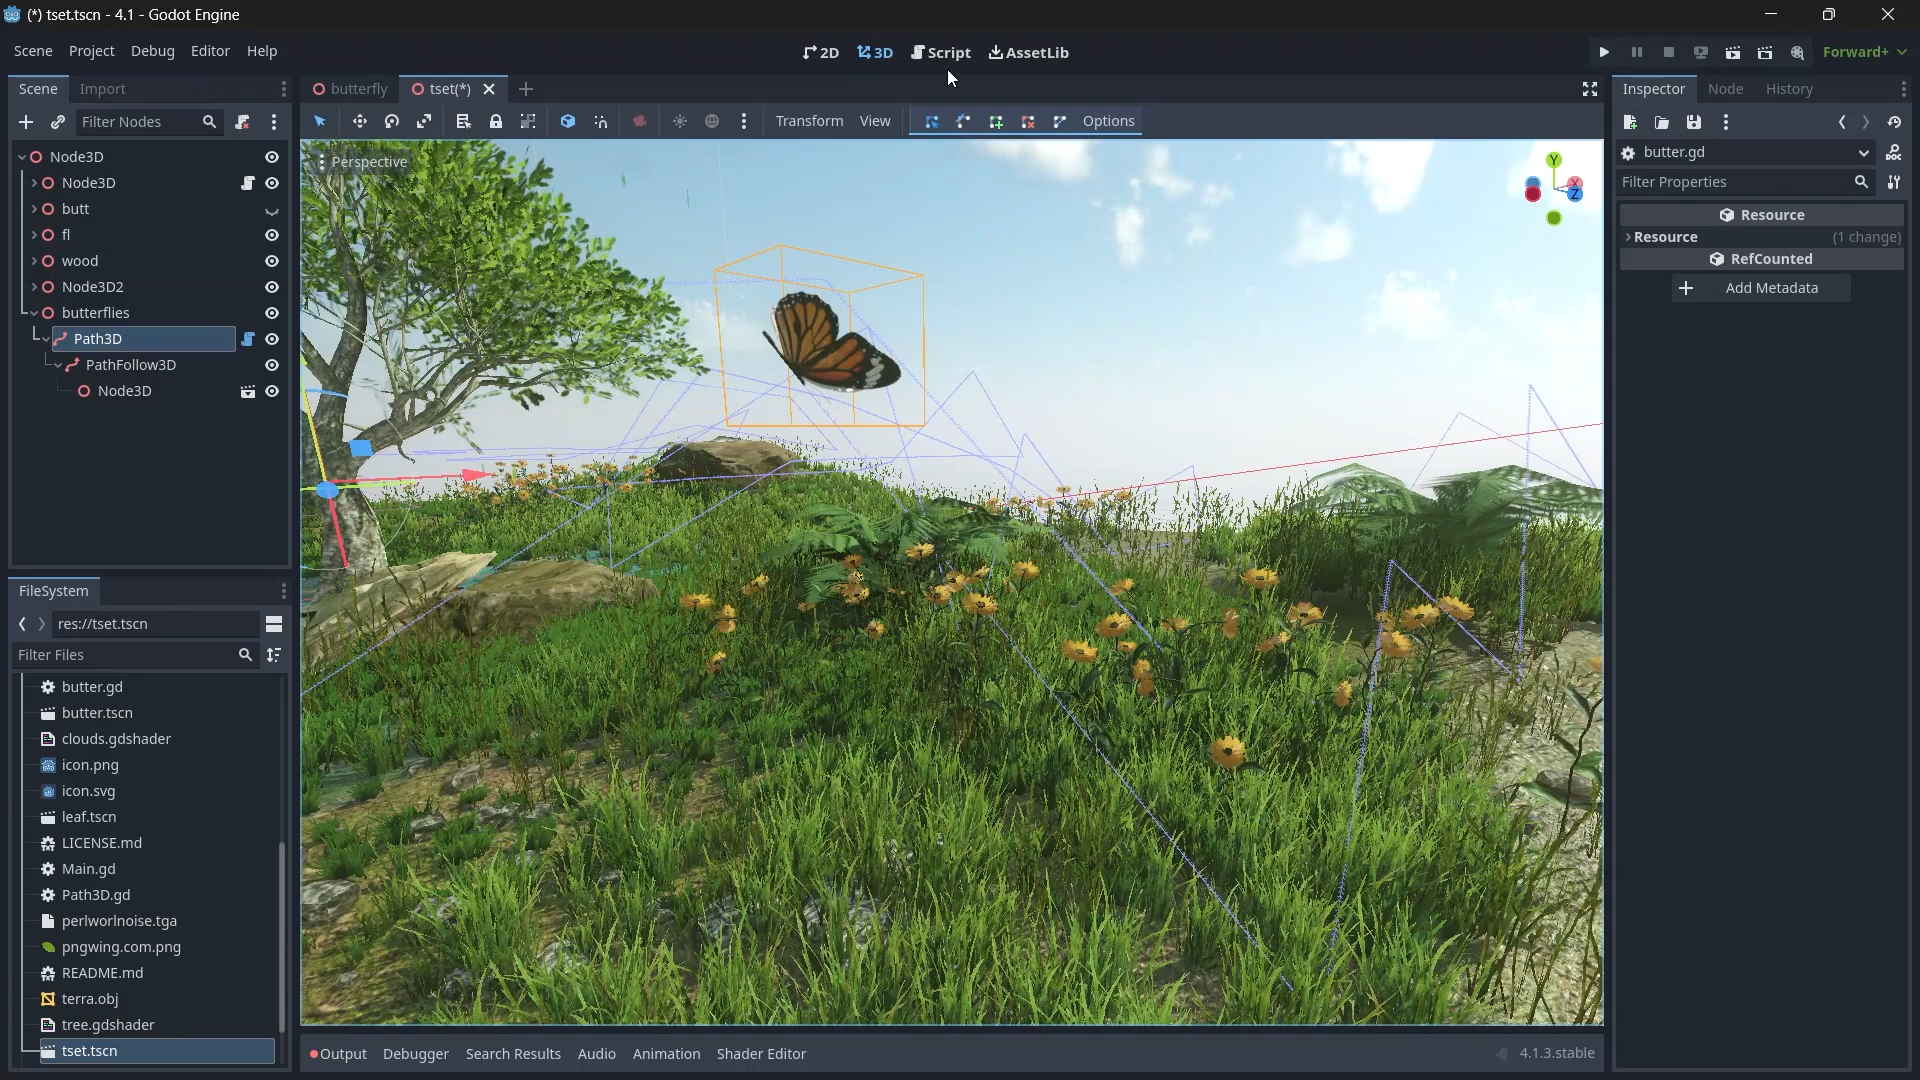 (*) tset.tscn - 4.1 - Godot Engine
Scene Project Debug Editor Help
2D 3D Script AssetLib
Forward+
Scene Import
butterfly tset(*)
Inspector Node History
Filter Nodes
Transform View Options
Perspective
Y
X
Z
Node3D
Node3D
butt
fl
wood
Node3D2
butterflies
Path3D
PathFollow3D
Node3D
butter.gd
Filter Properties
Resource
Resource (1 change)
RefCounted
Add Metadata
FileSystem
res://tset.tscn
Filter Files
butter.gd
butter.tscn
clouds.gdshader
icon.png
icon.svg
leaf.tscn
LICENSE.md
Main.gd
Path3D.gd
perlworlnoise.tga
pngwing.com.png
README.md
terra.obj
tree.gdshader
tset.tscn
Output Debugger Search Results Audio Animation Shader Editor
4.1.3.stable